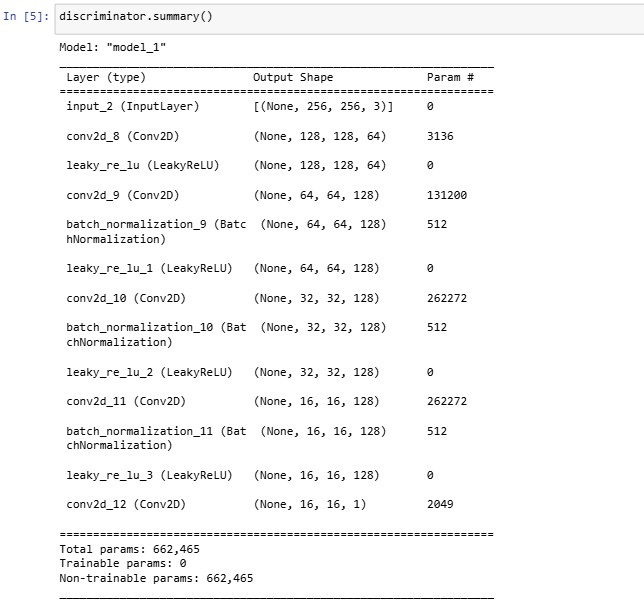 In [5]: discriminator.summary()
Model: "model_1"
Layer (type) Output Shape Param #
input_2 (InputLayer) [(None, 256, 256, 3)] 0
conv2d_8 (Conv2D) (None, 128, 128, 64) 3136
leaky_re_lu (LeakyReLU) (None, 128, 128, 64) 0
conv2d_9 (Conv2D) (None, 64, 64, 128) 131200
batch_normalization_9 (Batc (None, 64, 64, 128) 512
hNormalization)
leaky_re_lu_1 (LeakyReLU) (None, 64, 64, 128) 0
conv2d_10 (Conv2D) (None, 32, 32, 128) 262272
batch_normalization_10 (Bat (None, 32, 32, 128) 512
chNormalization)
leaky_re_lu_2 (LeakyReLU) (None, 32, 32, 128) 0
conv2d_11 (Conv2D) (None, 16, 16, 128) 262272
batch_normalization_11 (Bat (None, 16, 16, 128) 512
chNormalization)
leaky_re_lu_3 (LeakyReLU) (None, 16, 16, 128) 0
conv2d_12 (Conv2D) (None, 16, 16, 1) 2049
Total params: 662,465
Trainable params: 0
Non-trainable params: 662,465